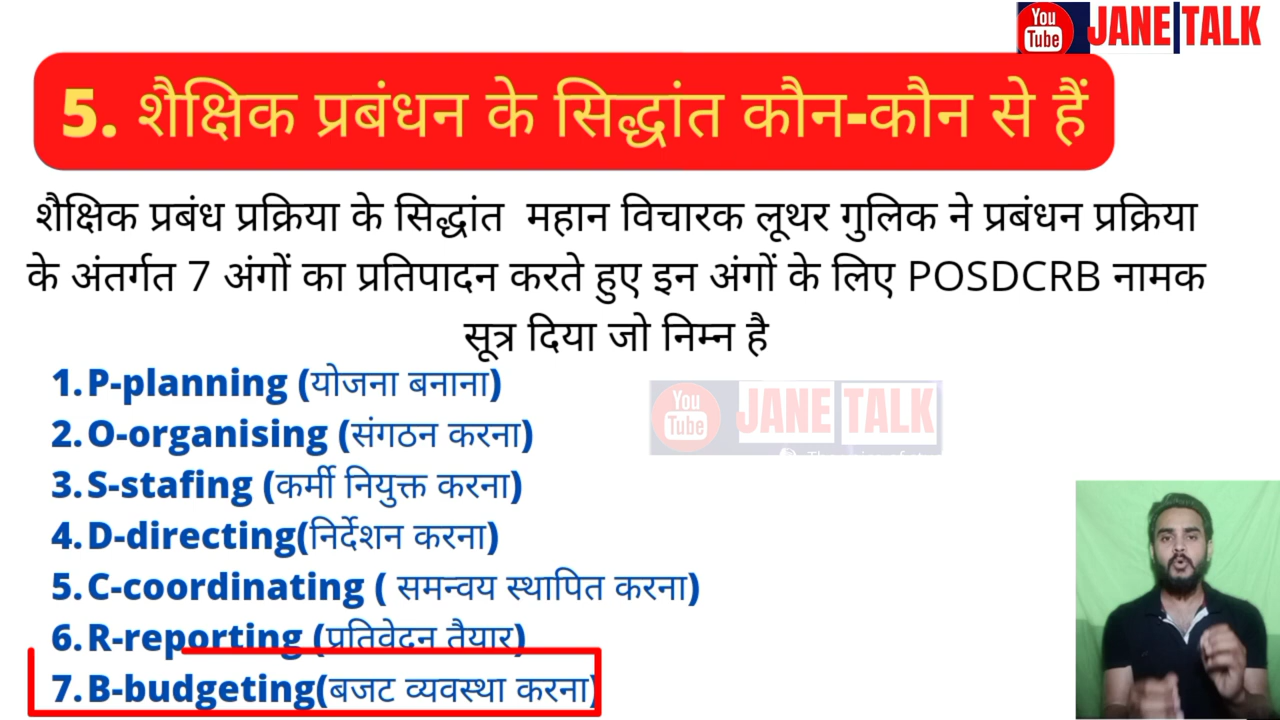 You Tube JANE TALK
5. शैक्षिक प्रबंधन के सिद्धांत कौन-कौन से हैं
शैक्षिक प्रबंध प्रक्रिया के सिद्धांत महान विचारक लूथर गुलिक ने प्रबंधन प्रक्रिया
के अंतर्गत 7 अंगों का प्रतिपादन करते हुए इन अंगों के लिए POSDCRB नामक
सूत्र दिया जो निम्न है
1. P-planning (योजना बनाना)
You Tube JANE TALK
2. O-organising (संगठन करना)
3. S-stafing (कर्मी नियुक्त करना)
4. D-directing(निर्देशन करना)
5. C-coordinating ( समन्वय स्थापित करना)
6. R-reporting (प्रतिवेदन तैयार)
7. B-budgeting(बजट व्यवस्था करना)